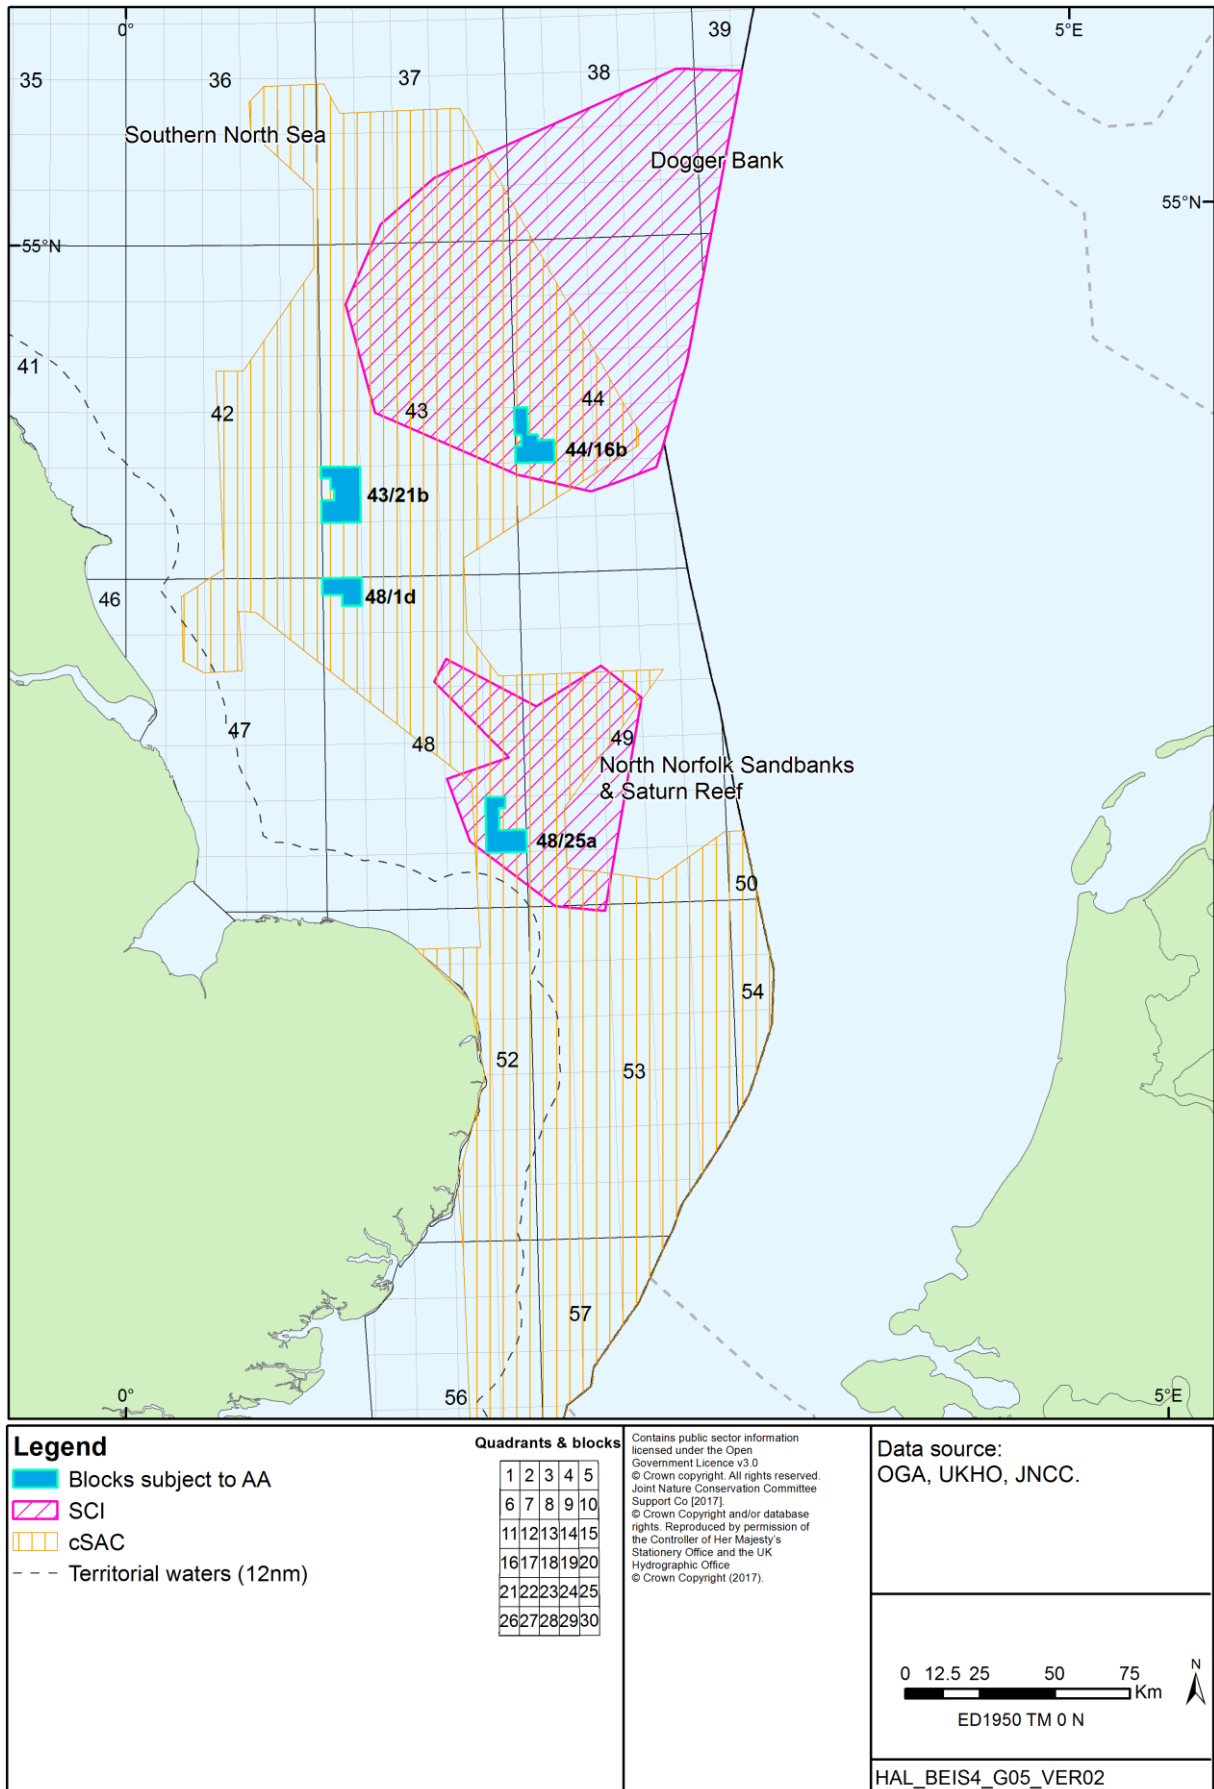 0°
5°E
39
35
36
37
38
Southern North Sea
Dogger Bank
55°N
55°N
41
42
43
44
44/16b
43/21b
46
48/1d
47
48
49
North Norfolk Sandbanks
& Saturn Reef
48/25a
50
54
52
53
57
56
0°
5°E
Legend
Blocks subject to AA
SCI
cSAC
Territorial waters (12nm)
Quadrants & blocks
1 2 3 4 5
6 7 8 9 10
11 12 13 14 15
16 17 18 19 20
21 22 23 24 25
26 27 28 29 30
Contains public sector information
licensed under the Open
Government Licence v3.0
© Crown copyright. All rights reserved.
Joint Nature Conservation Committee
Support Co [2017].
© Crown Copyright and/or database
rights. Reproduced by permission of
the Controller of Her Majesty's
Stationery Office and the UK
Hydrographic Office
© Crown Copyright (2017).
Data source:
OGA, UKHO, JNCC.
0 12.5 25 50 75
Km
N
ED1950 TM 0 N
HAL_BEIS4_G05_VER02